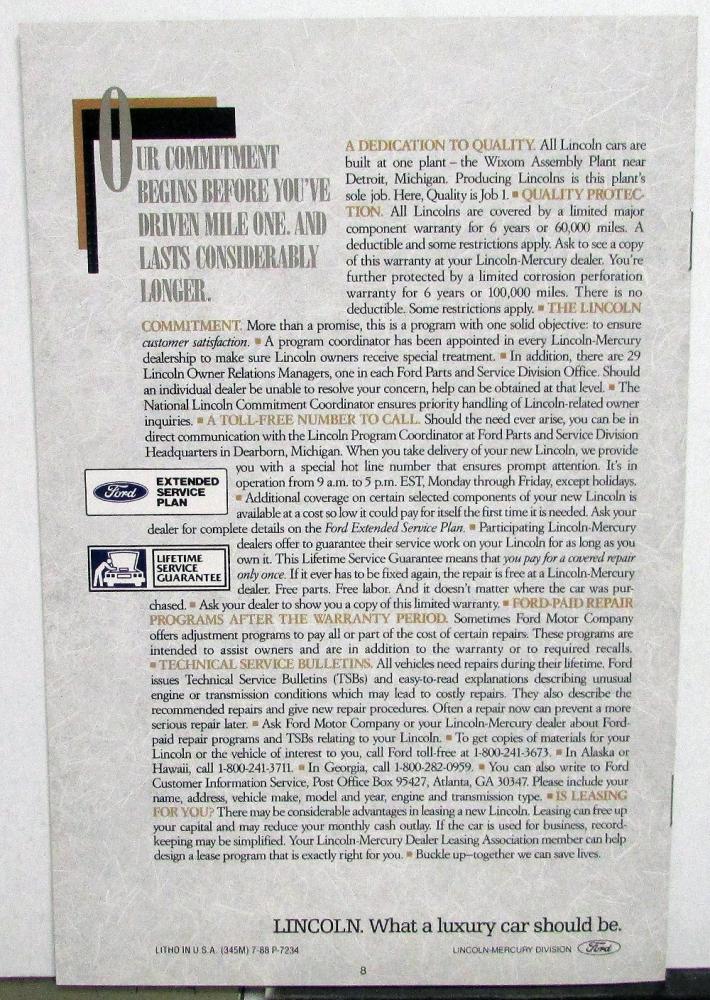 OUR COMMITMENT
BEGINS BEFORE YOU'VE
DRIVEN MILE ONE. AND
LASTS CONSIDERABLY
LONGER.
A DEDICATION TO QUALITY. All Lincoln cars are
built at one plant – the Wixom Assembly Plant near
Detroit, Michigan. Producing Lincolns is this plant's
sole job. Here, Quality is Job 1. ▪ QUALITY PROTEC-
TION. All Lincolns are covered by a limited major
component warranty for 6 years or 60,000 miles. A
deductible and some restrictions apply. Ask to see a copy
of this warranty at your Lincoln-Mercury dealer. You're
further protected by a limited corrosion perforation
warranty for 6 years or 100,000 miles. There is no
deductible. Some restrictions apply. ▪ THE LINCOLN
COMMITMENT. More than a promise, this is a program with one solid objective: to ensure
customer satisfaction. ▪ A program coordinator has been appointed in every Lincoln-Mercury
dealership to make sure Lincoln owners receive special treatment. ▪ In addition, there are 29
Lincoln Owner Relations Managers, one in each Ford Parts and Service Division Office. Should
an individual dealer be unable to resolve your concern, help can be obtained at that level. ▪ The
National Lincoln Commitment Coordinator ensures priority handling of Lincoln-related owner
inquiries. ▪ A TOLL-FREE NUMBER TO CALL. Should the need ever arise, you can be in
direct communication with the Lincoln Program Coordinator at Ford Parts and Service Division
Headquarters in Dearborn, Michigan. When you take delivery of your new Lincoln, we provide
you with a special hot line number that ensures prompt attention. It's in
operation from 9 a.m. to 5 p.m. EST, Monday through Friday, except holidays.
▪ Additional coverage on certain selected components of your new Lincoln is
available at a cost so low it could pay for itself the first time it is needed. Ask your
dealer for complete details on the Ford Extended Service Plan. ▪ Participating Lincoln-Mercury
dealers offer to guarantee their service work on your Lincoln for as long as you
own it. This Lifetime Service Guarantee means that you pay for a covered repair
only once. If it ever has to be fixed again, the repair is free at a Lincoln-Mercury
dealer. Free parts. Free labor. And it doesn't matter where the car was pur-
chased. ▪ Ask your dealer to show you a copy of this limited warranty. ▪ FORD-PAID REPAIR
PROGRAMS AFTER THE WARRANTY PERIOD. Sometimes Ford Motor Company
offers adjustment programs to pay all or part of the cost of certain repairs. These programs are
intended to assist owners and are in addition to the warranty or to required recalls.
▪ TECHNICAL SERVICE BULLETINS. All vehicles need repairs during their lifetime. Ford
issues Technical Service Bulletins (TSBs) and easy-to-read explanations describing unusual
engine or transmission conditions which may lead to costly repairs. They also describe the
recommended repairs and give new repair procedures. Often a repair now can prevent a more
serious repair later. ▪ Ask Ford Motor Company or your Lincoln-Mercury dealer about Ford-
paid repair programs and TSBs relating to your Lincoln. ▪ To get copies of materials for your
Lincoln or the vehicle of interest to you, call Ford toll-free at 1-800-241-3673. ▪ In Alaska or
Hawaii, call 1-800-241-3711. ▪ In Georgia, call 1-800-282-0959. ▪ You can also write to Ford
Customer Information Service, Post Office Box 95427, Atlanta, GA 30347. Please include your
name, address, vehicle make, model and year, engine and transmission type. ▪ IS LEASING
FOR YOU? There may be considerable advantages in leasing a new Lincoln. Leasing can free up
your capital and may reduce your monthly cash outlay. If the car is used for business, record-
keeping may be simplified. Your Lincoln-Mercury Dealer Leasing Association member can help
design a lease program that is exactly right for you. ▪ Buckle up–together we can save lives.
Ford
EXTENDED
SERVICE
PLAN
LIFETIME
SERVICE
GUARANTEE
LINCOLN. What a luxury car should be.
LITHO IN U.S.A. (345M) 7-88 P-7234
LINCOLN-MERCURY DIVISION Ford
8